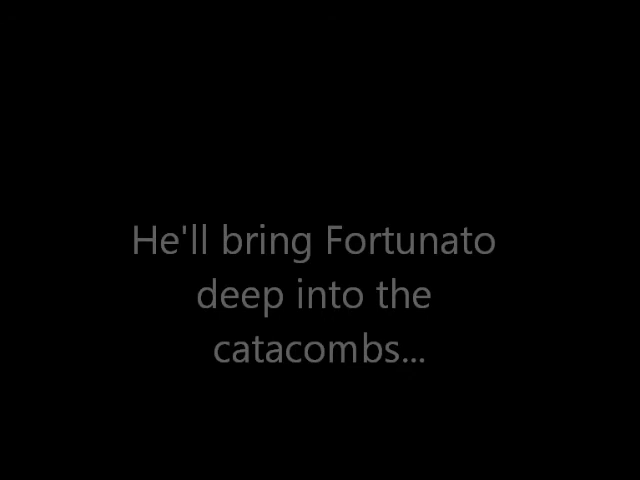 He'll bring Fortunato
deep into the
catacombs...